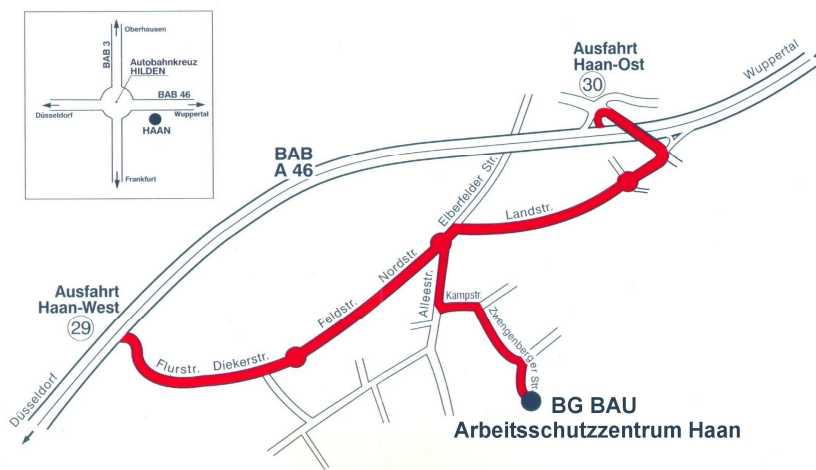 Oberhausen
BAB 3
Autobahnkreuz
HILDEN
BAB 46
Düsseldorf
Wuppertal
HAAN
Frankfurt
Ausfahrt
Haan-Ost
30
Wuppertal
BAB
A 46
Elberfelder Str.
Landstr.
Nordstr.
Feldstr.
Ausfahrt
Haan-West
29
Alleestr.
Kampstr.
Zwengenberger Str.
Flurstr.
Diekerstr.
Düsseldorf
BG BAU
Arbeitsschutzzentrum Haan